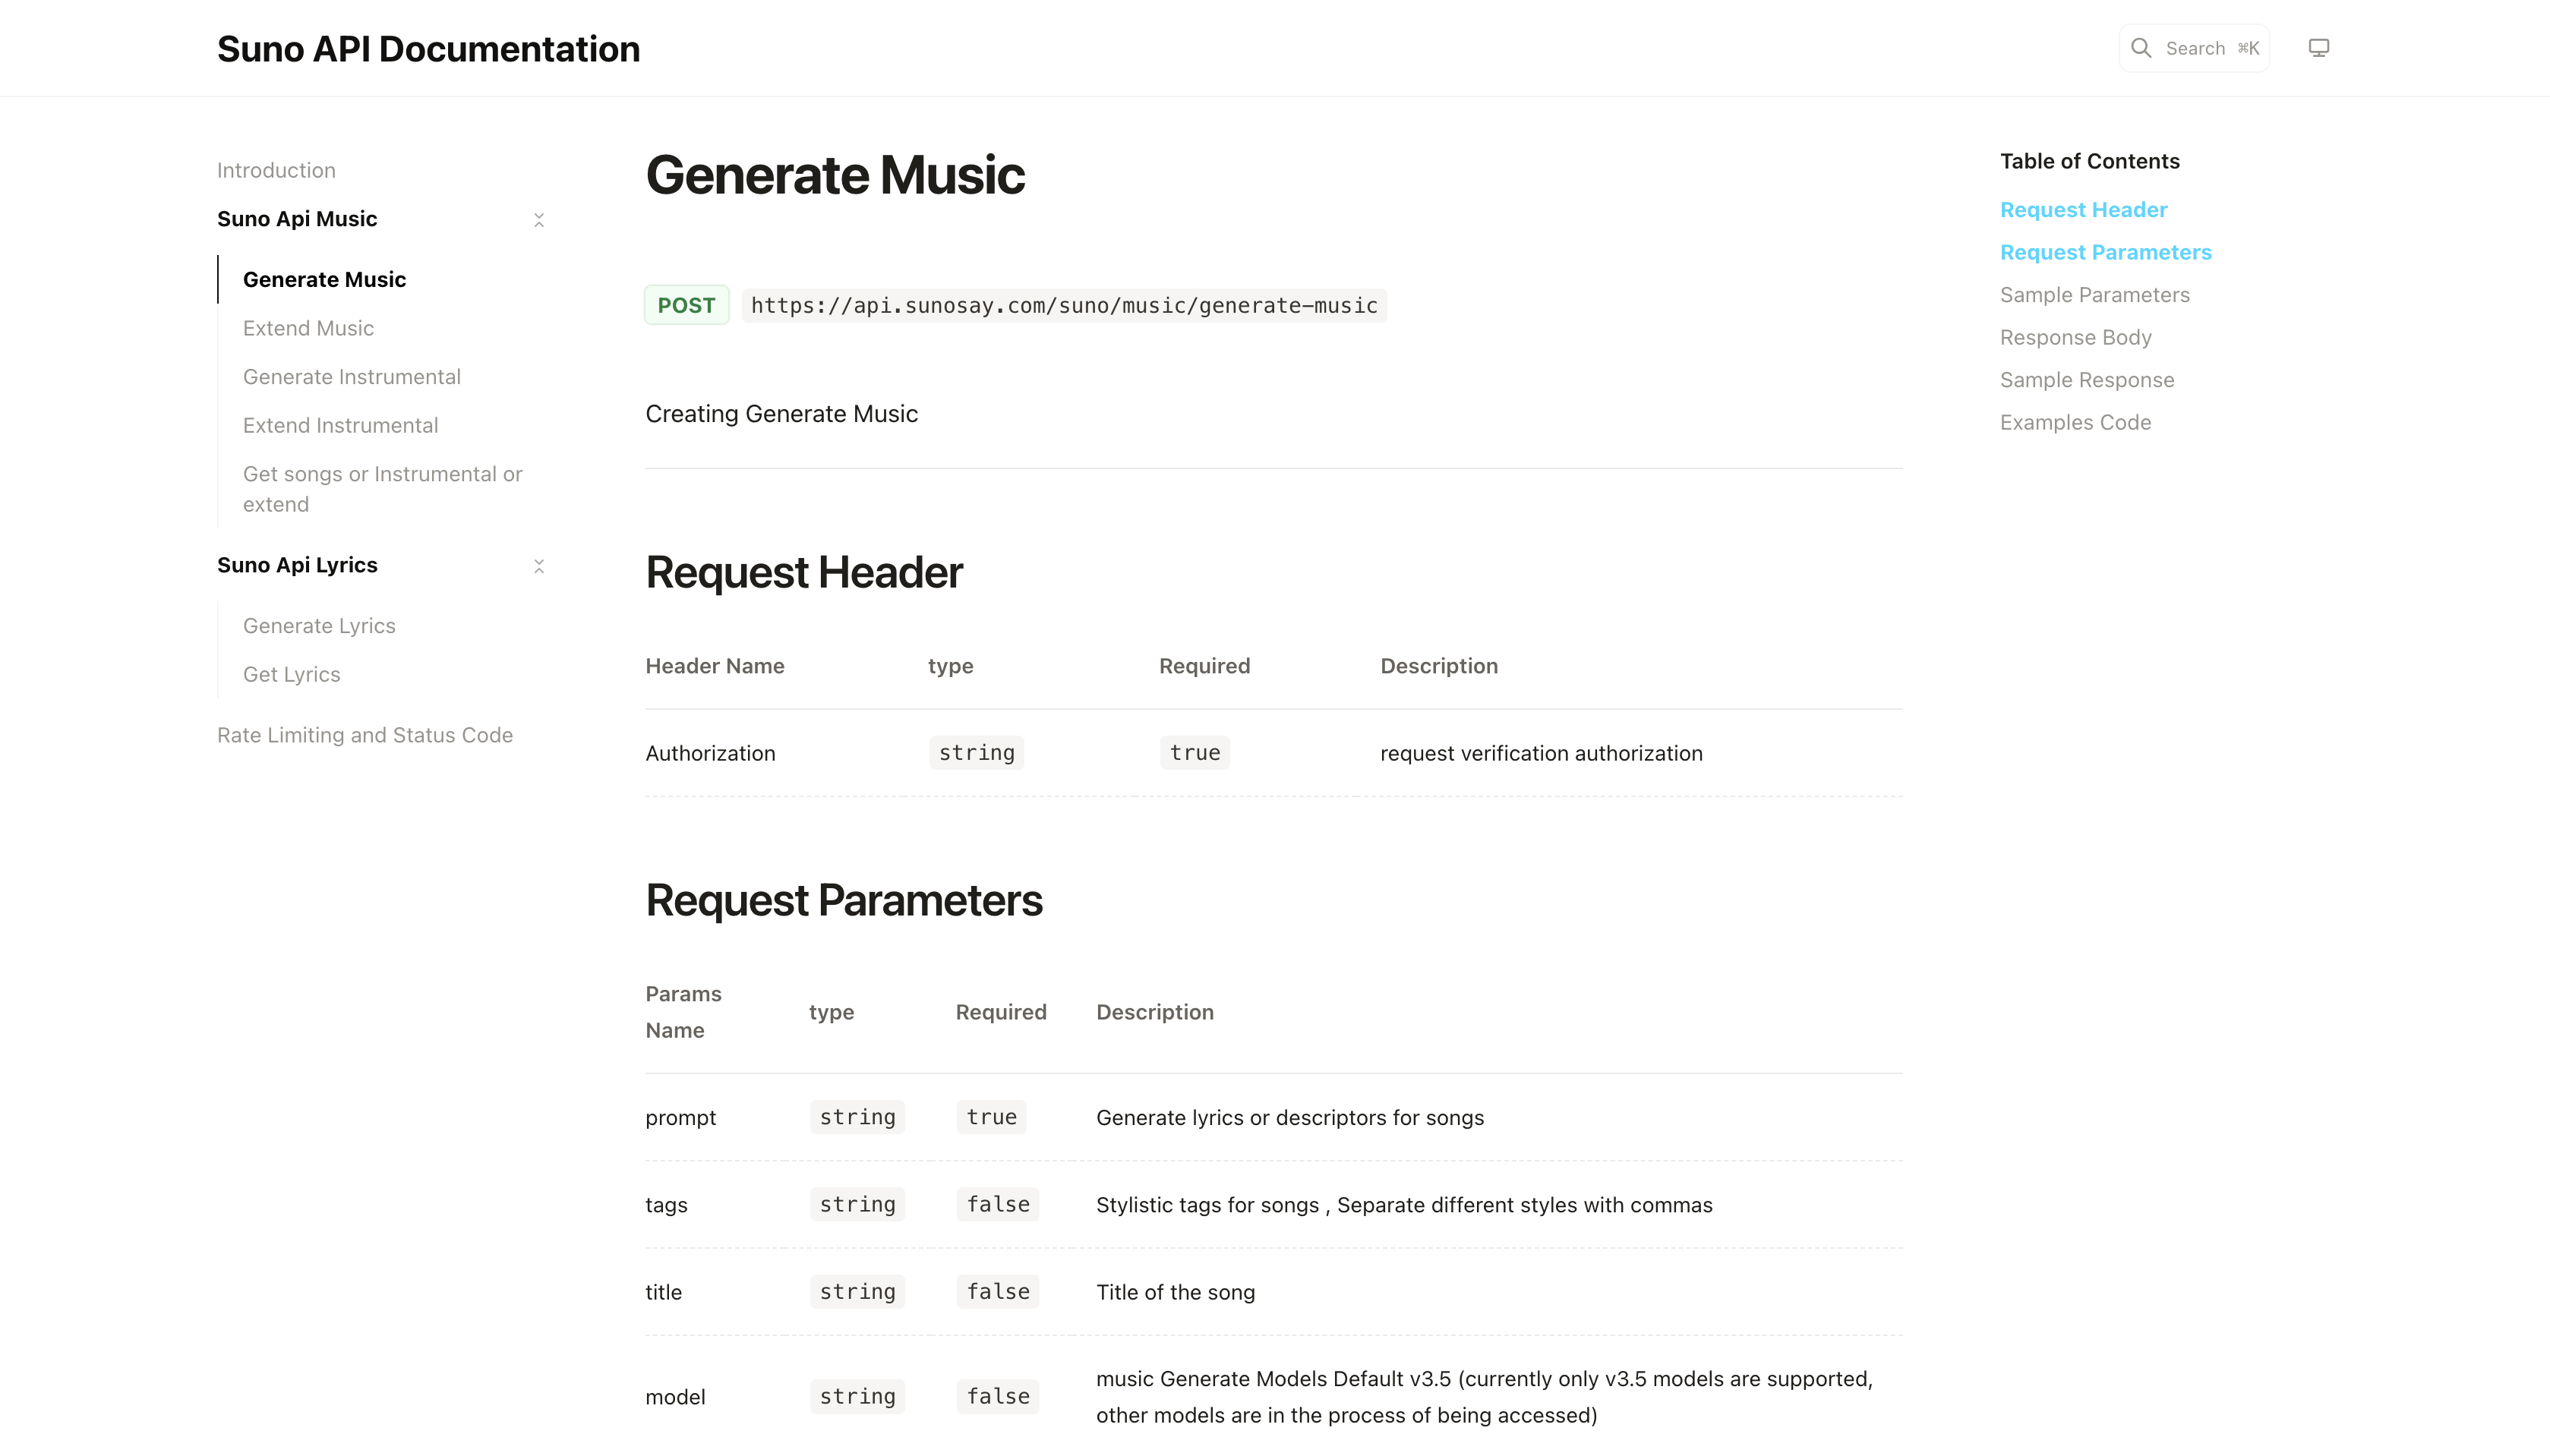 Suno API Documentation
Search ⌘K
Introduction
Suno Api Music
Generate Music
Extend Music
Generate Instrumental
Extend Instrumental
Get songs or Instrumental or
extend
Suno Api Lyrics
Generate Lyrics
Get Lyrics
Rate Limiting and Status Code
Generate Music
POST https://api.sunosay.com/suno/music/generate-music
Creating Generate Music
Request Header
Header Name type Required Description
Authorization string true request verification authorization
Request Parameters
Params
Name
type Required Description
prompt string true Generate lyrics or descriptors for songs
tags string false Stylistic tags for songs , Separate different styles with commas
title string false Title of the song
model string false music Generate Models Default v3.5 (currently only v3.5 models are supported,
other models are in the process of being accessed)
Table of Contents
Request Header
Request Parameters
Sample Parameters
Response Body
Sample Response
Examples Code